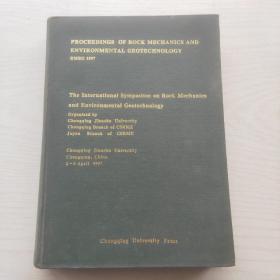 PROCEEDINGS OF ROCK MECHANICS AND
ENVIRONMENTAL GEOTECHNOLOGY
RMEG 1997
The International Symposium on Rock Mechanics
and Environmental Geotechnology
Organized by
Chongqing Jianzhu University
Chongqing Branch of CSRME
Japan Branch of CSRME
Chongqing Jianzhu University
Chongqing, China
April 1997
Chongqing University Press